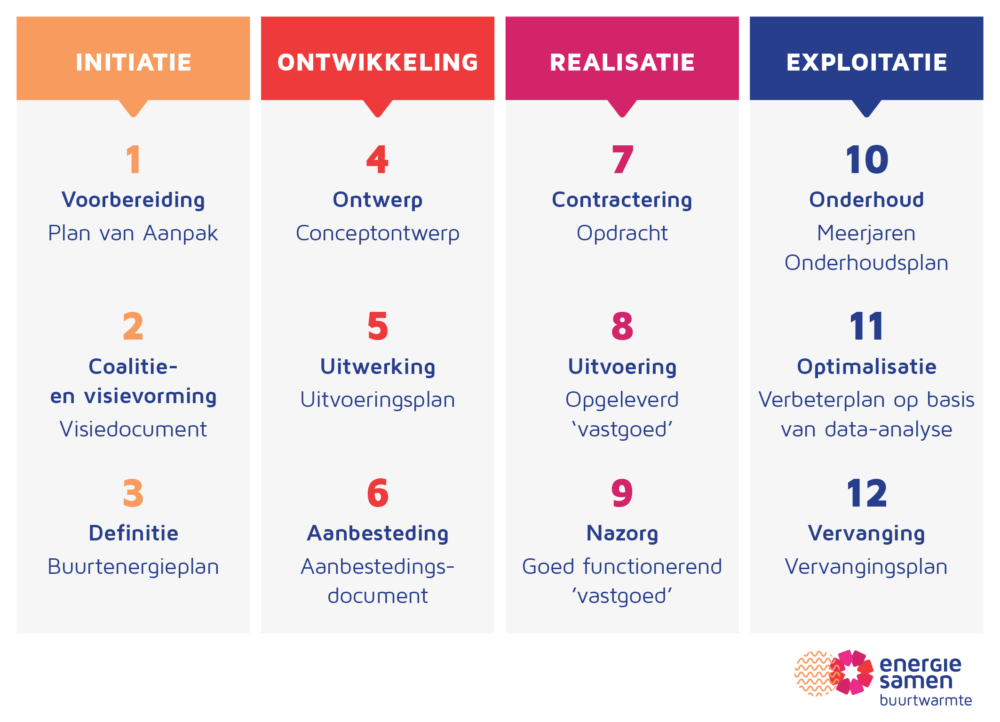 INITIATIE
1
Voorbereiding
Plan van Aanpak
2
Coalitie-
en visievorming
Visiedocument
3
Definitie
Buurtenergieplan
ONTWIKKELING
4
Ontwerp
Conceptontwerp
5
Uitwerking
Uitvoeringsplan
6
Aanbesteding
Aanbestedings-
document
REALISATIE
7
Contractering
Opdracht
8
Uitvoering
Opgeleverd
‘vastgoed’
9
Nazorg
Goed functionerend
’vastgoed’
EXPLOITATIE
10
Onderhoud
Meerjaren
Onderhoudsplan
11
Optimalisatie
Verbeterplan op basis
van data-analyse
12
Vervanging
Vervangingsplan
energie
samen
buurtwarmte